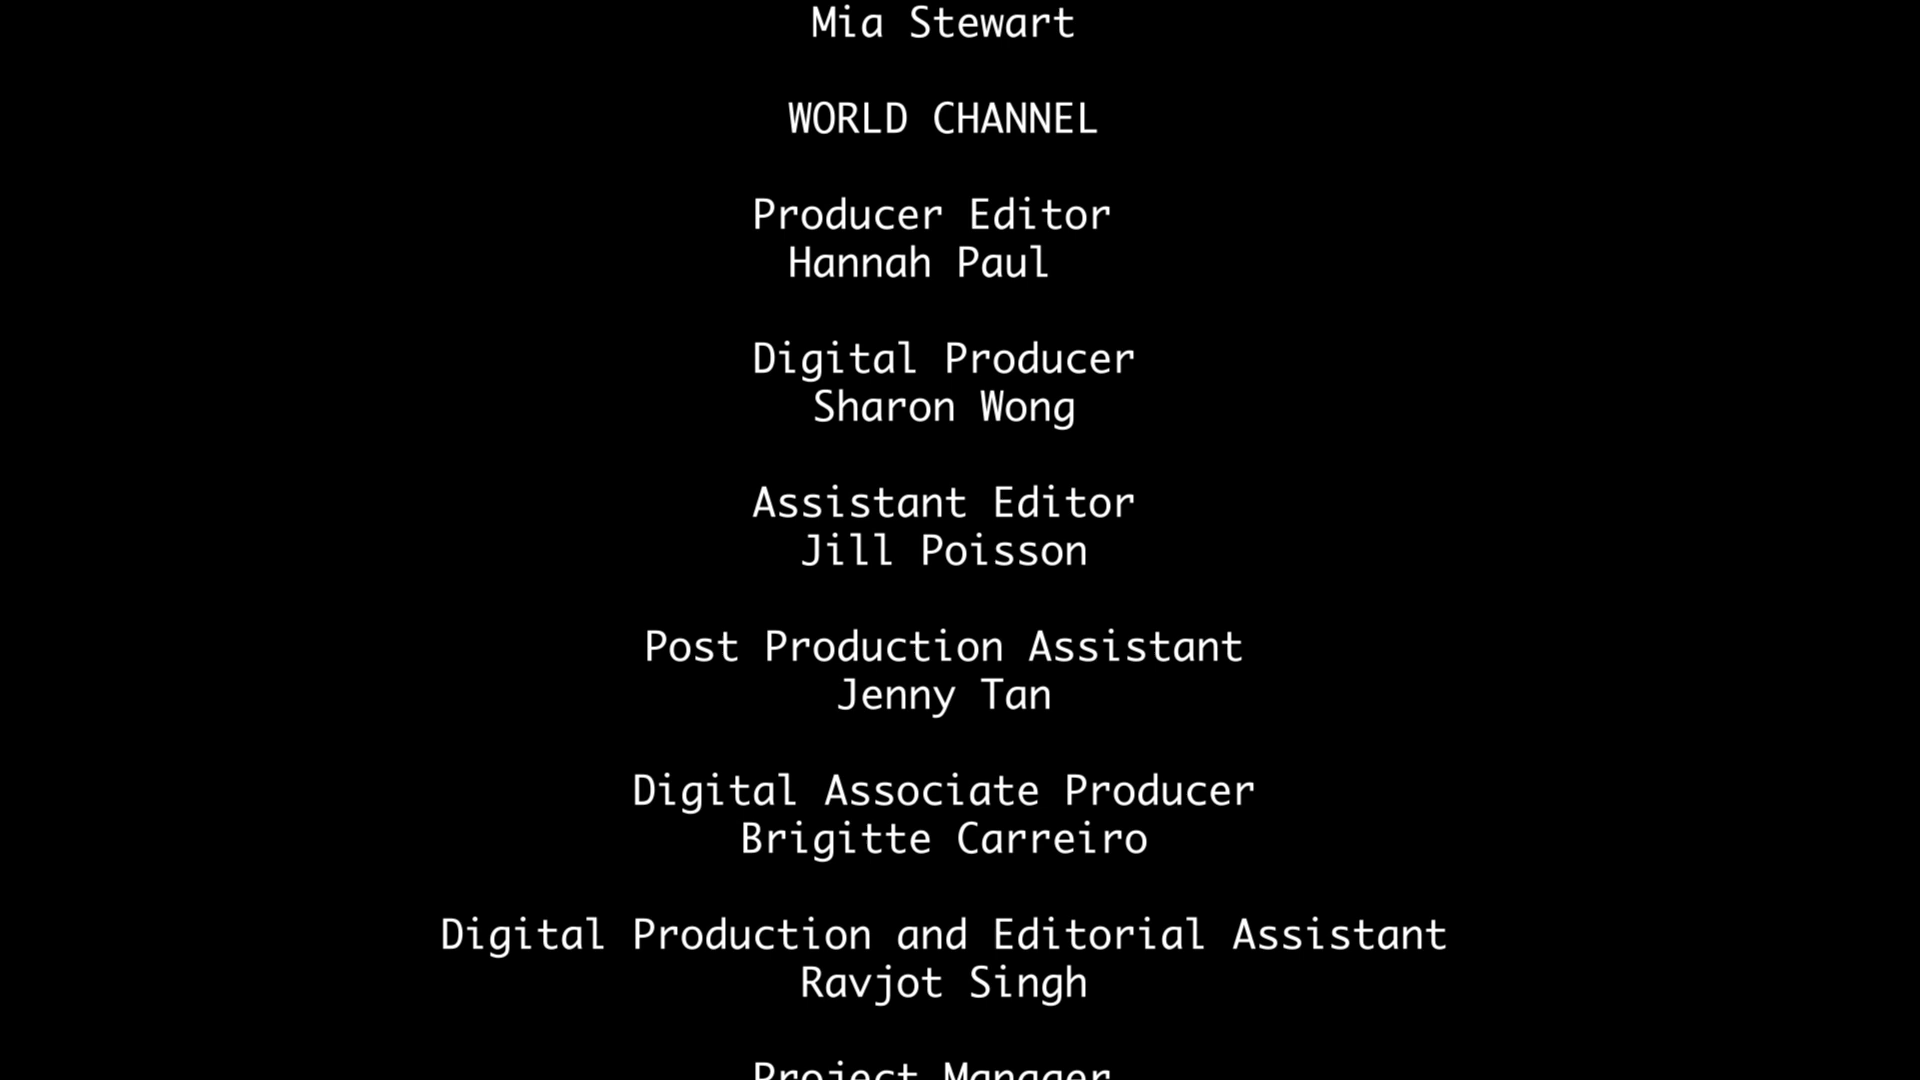 Mia Stewart
WORLD CHANNEL
Producer Editor
Hannah Paul
Digital Producer
Sharon Wong
Assistant Editor
Jill Poisson
Post Production Assistant
Jenny Tan
Digital Associate Producer
Brigitte Carreiro
Digital Production and Editorial Assistant
Ravjot Singh
Project Manager